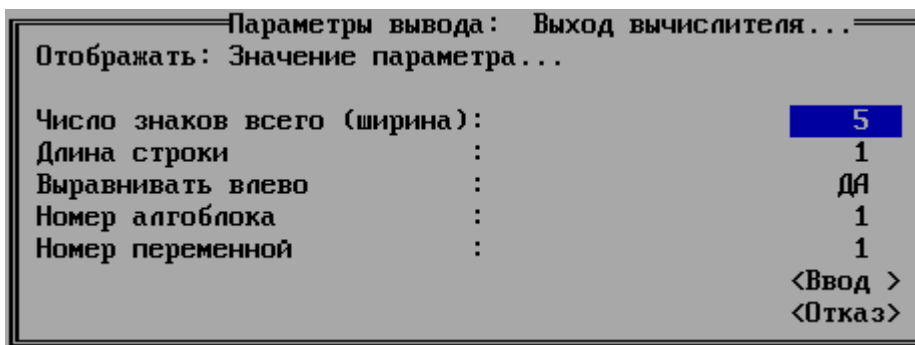 Параметры вывода: Выход вычислителя...
Отображать: Значение параметра...
Число знаков всего (ширина): 5
Длина строки : 1
Выравнивать влево : ДА
Номер алгоблока : 1
Номер переменной : 1
<Ввод >
<Отказ>